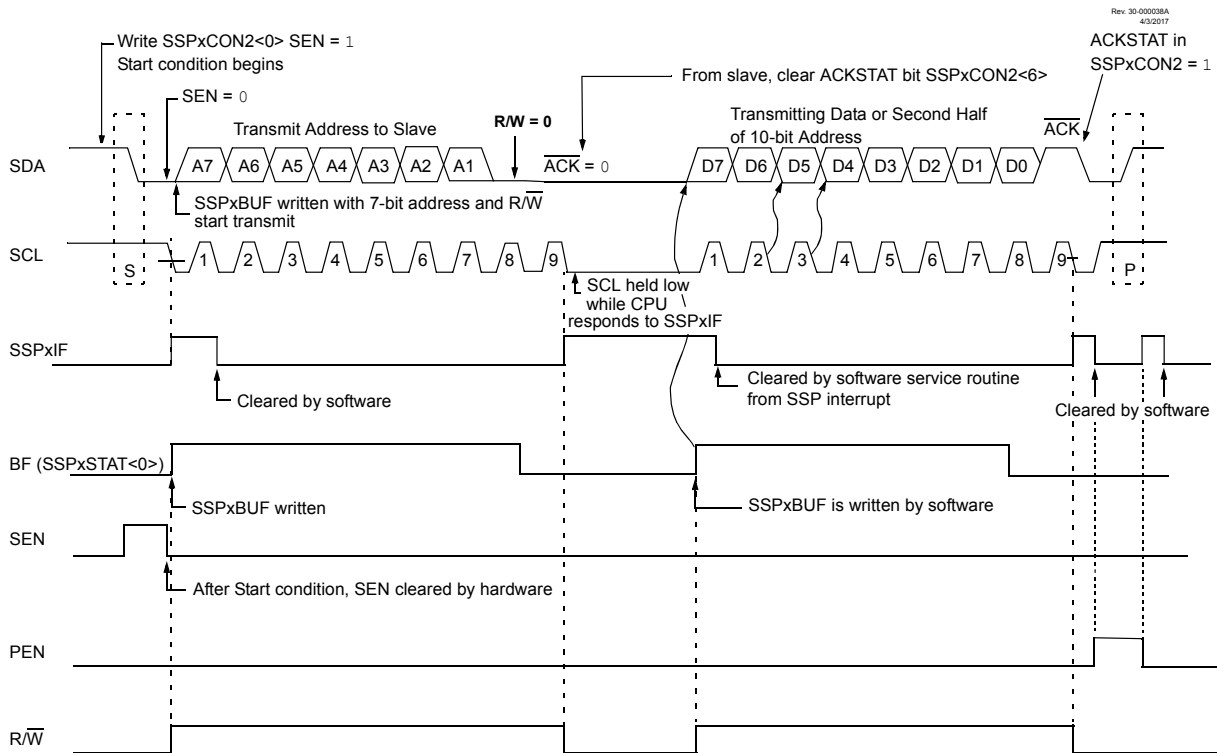 Rev. 30-000038A
4/3/2017
Write SSPxCON2<0> SEN = 1
Start condition begins
ACKSTAT in
SSPxCON2 = 1
From slave, clear ACKSTAT bit SSPxCON2<6>
SEN = 0
Transmit Address to Slave
R/W = 0
Transmitting Data or Second Half
of 10-bit Address
ACK
SDA
A7 A6 A5 A4 A3 A2 A1
ACK = 0
D7 D6 D5 D4 D3 D2 D1 D0
SSPxBUF written with 7-bit address and R/W
start transmit
SCL
S
1 2 3 4 5 6 7 8 9
1 2 3 4 5 6 7 8 9
P
SCL held low
while CPU
responds to SSPxIF
SSPxIF
Cleared by software
Cleared by software service routine
from SSP interrupt
Cleared by software
BF (SSPxSTAT<0>)
SSPxBUF written
SSPxBUF is written by software
SEN
After Start condition, SEN cleared by hardware
PEN
R/W